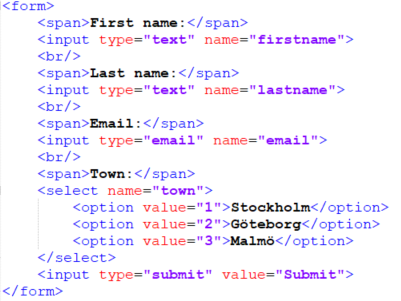 <form>
<span>First name:</span>
<input type="text" name="firstname">
<br/>
<span>Last name:</span>
<input type="text" name="lastname">
<br/>
<span>Email:</span>
<input type="email" name="email">
<br/>
<span>Town:</span>
<select name="town">
<option value="1">Stockholm</option>
<option value="2">Göteborg</option>
<option value="3">Malmö</option>
</select>
<input type="submit" value="Submit">
</form>